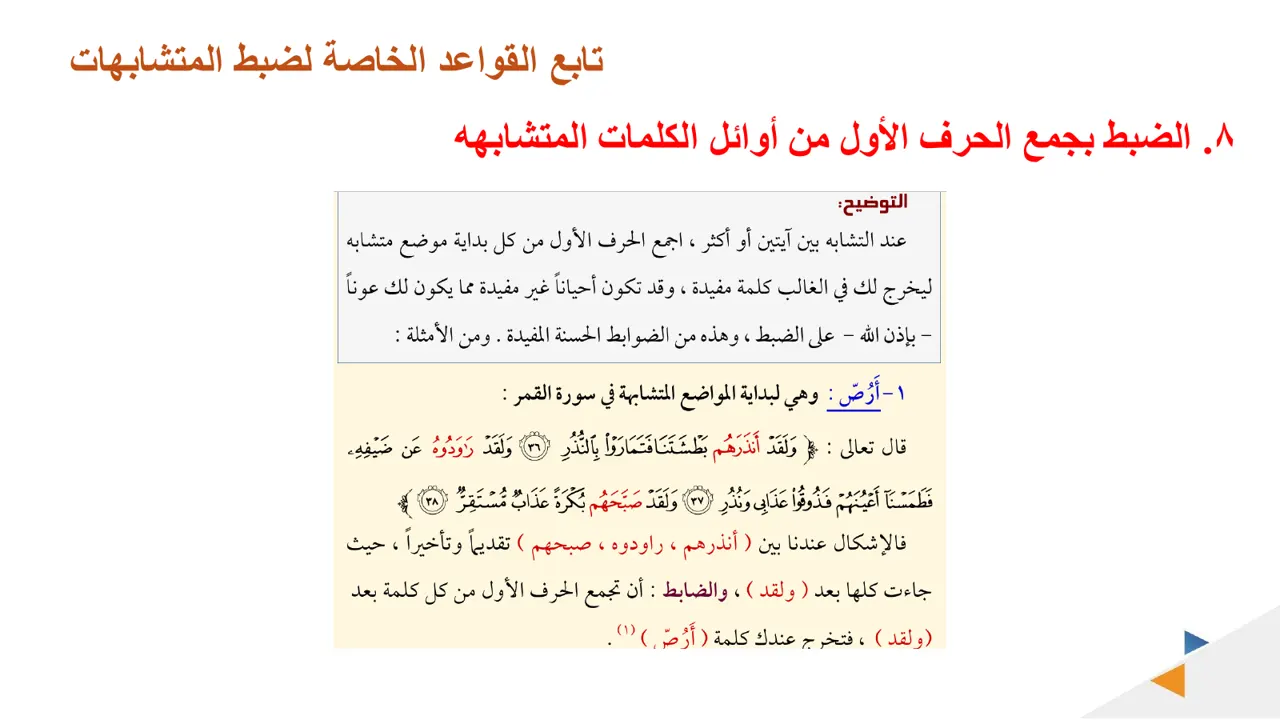 تابع القواعد الخاصة لضبط المتشابهات
٨. الضبط بجمع الحرف الأول من أوائل الكلمات المتشابهه
التوضيح:
عند التشابه بين آيتين أو أكثر ، اجمع الحرف الأول من كل بداية موضع متشابه
ليخرج لك في الغالب كلمة مفيدة ، وقد تكون أحياناً غير مفيدة مما يكون لك عوناً
– بإذن الله – على الضبط ، وهذه من الضوابط الحسنة المفيدة . ومن الأمثلة :
١- أَرُصّ : وهي لبداية المواضع المتشابهة في سورة القمر :
قال تعالى : ﴿ وَلَقَدْ أَنذَرَهُم بَطْشَتَنَا فَتَمَارَوْا۟ بِٱلنُّذُرِ ٣٦ وَلَقَدْ رَٰوَدُوهُ عَن ضَيْفِهِۦ
فَطَمَسْنَآ أَعْيُنَهُمْ فَذُوقُوا۟ عَذَابِى وَنُذُرِ ٣٧ وَلَقَدْ صَبَّحَهُم بُكْرَةً عَذَابٌ مُّسْتَقِرٌّ ٣٨ ﴾
فالإشكال عندنا بين ( أنذرهم ، راودوه ، صبحهم ) تقديماً وتأخيراً ، حيث
جاءت كلها بعد ( ولقد ) ، والضابط : أن تجمع الحرف الأول من كل كلمة بعد
(ولقد ) ، فتخرج عندك كلمة ( أَرُصّ ) (١) .